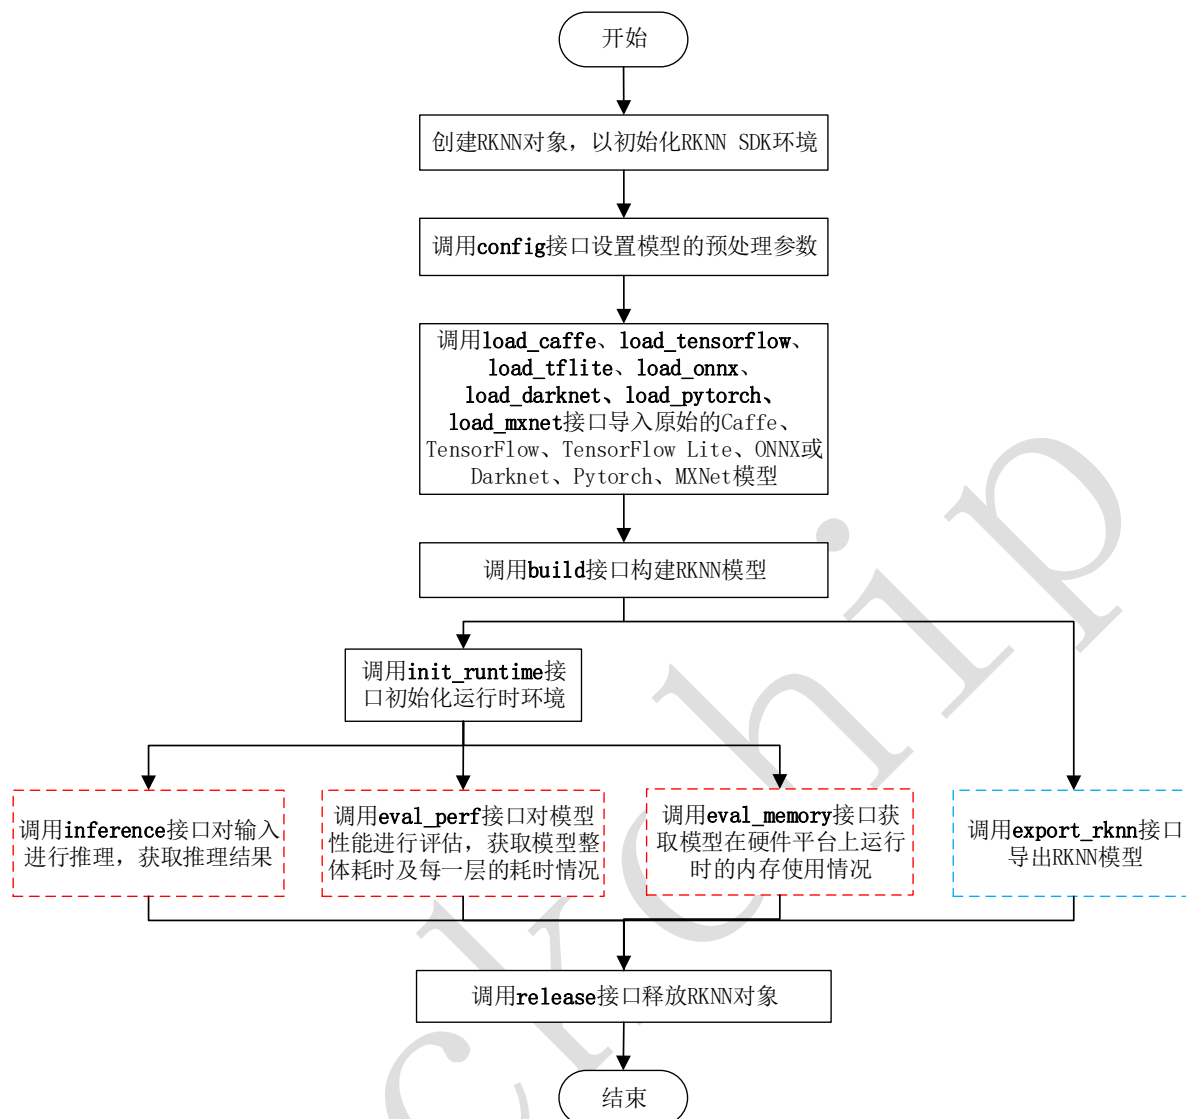 开始
创建RKNN对象，以初始化RKNN SDK环境
调用config接口设置模型的预处理参数
调用load_caffe、load_tensorflow、
load_tflite、load_onnx、
load_darknet、load_pytorch、
load_mxnet接口导入原始的Caffe、
TensorFlow、TensorFlow Lite、ONNX或
Darknet、Pytorch、MXNet模型
调用build接口构建RKNN模型
调用init_runtime接
口初始化运行时环境
调用inference接口对输入
进行推理，获取推理结果
调用eval_perf接口对模型
性能进行评估，获取模型整
体耗时及每一层的耗时情况
调用eval_memory接口获
取模型在硬件平台上运行
时的内存使用情况
调用export_rknn接口
导出RKNN模型
调用release接口释放RKNN对象
结束
ckchip